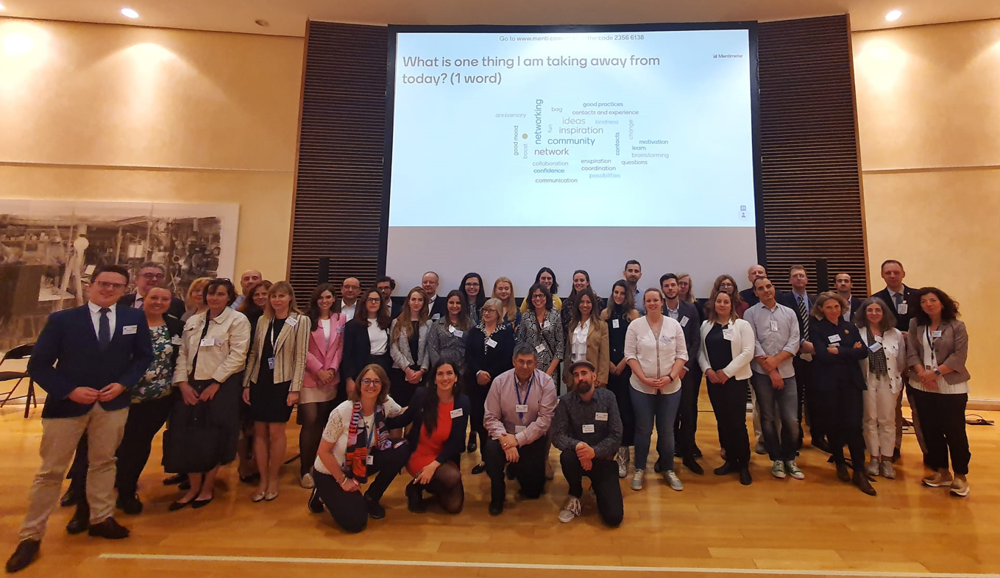 Go to www.menti.com the code 2356 6138
What is one thing I am taking away from
today? (1 word)
Mentimeter
good practices
networking
bag
contacts and experience
anniversary
ideas
kindness
change
fun
inspiration
good mood
community
contacts
motivation
boost
learn
network
brainstorming
collaboration
enspiration
questions
confidence
coordination
possibilities
communication